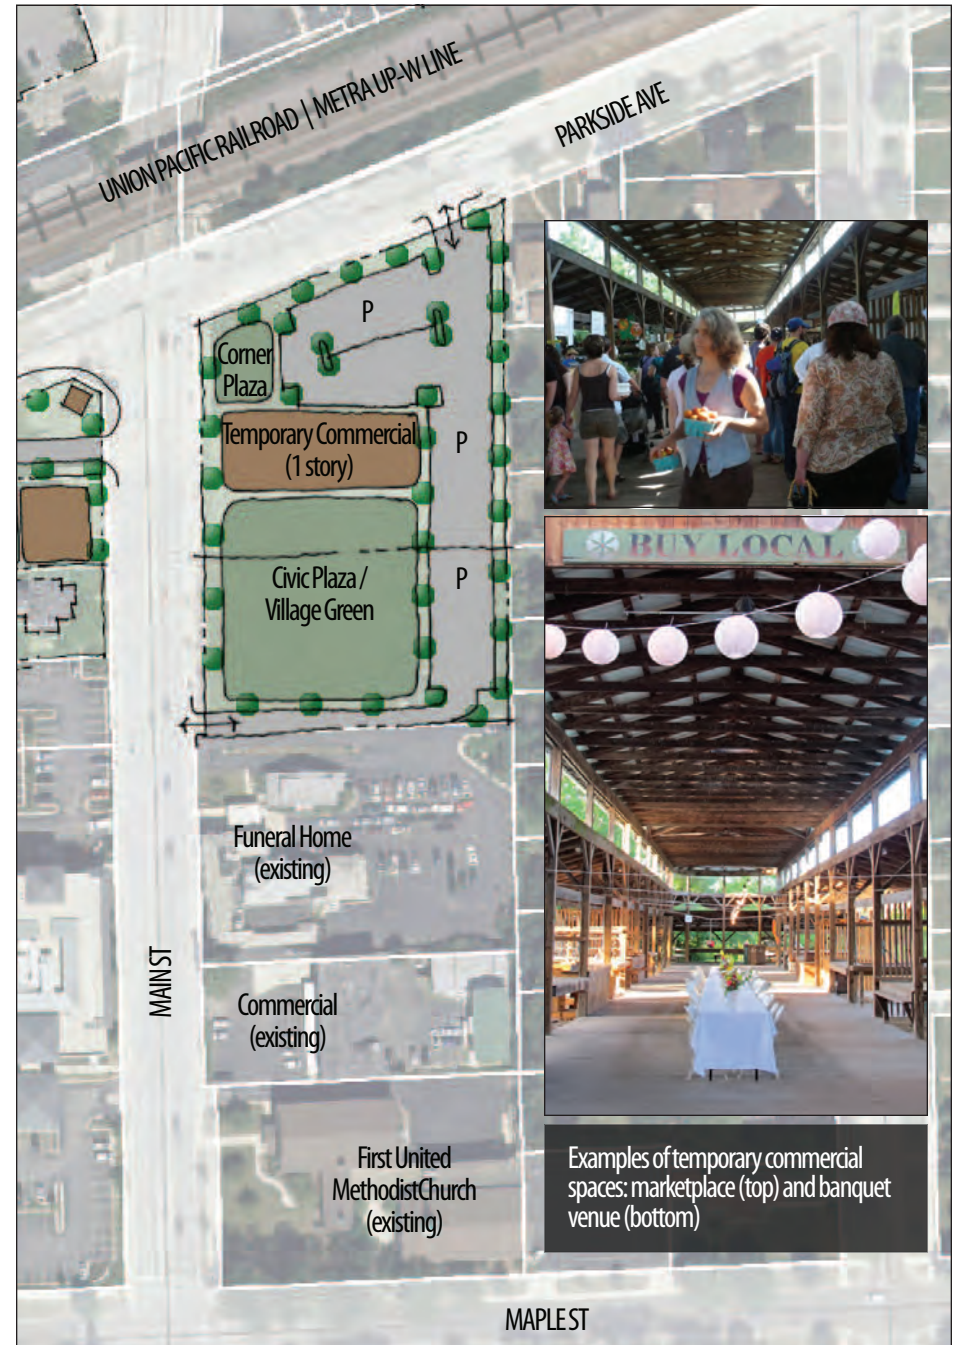 UNION PACIFIC RAILROAD | METRA UP-W LINE
PARKSIDE AVE
P
Corner
Plaza
Temporary Commercial
(1 story)
P
BUY LOCAL
Civic Plaza /
Village Green
P
Funeral Home
(existing)
MAIN ST
Commercial
(existing)
First United
MethodistChurch
(existing)
Examples of temporary commercial
spaces: marketplace (top) and banquet
venue (bottom)
MAPLE ST